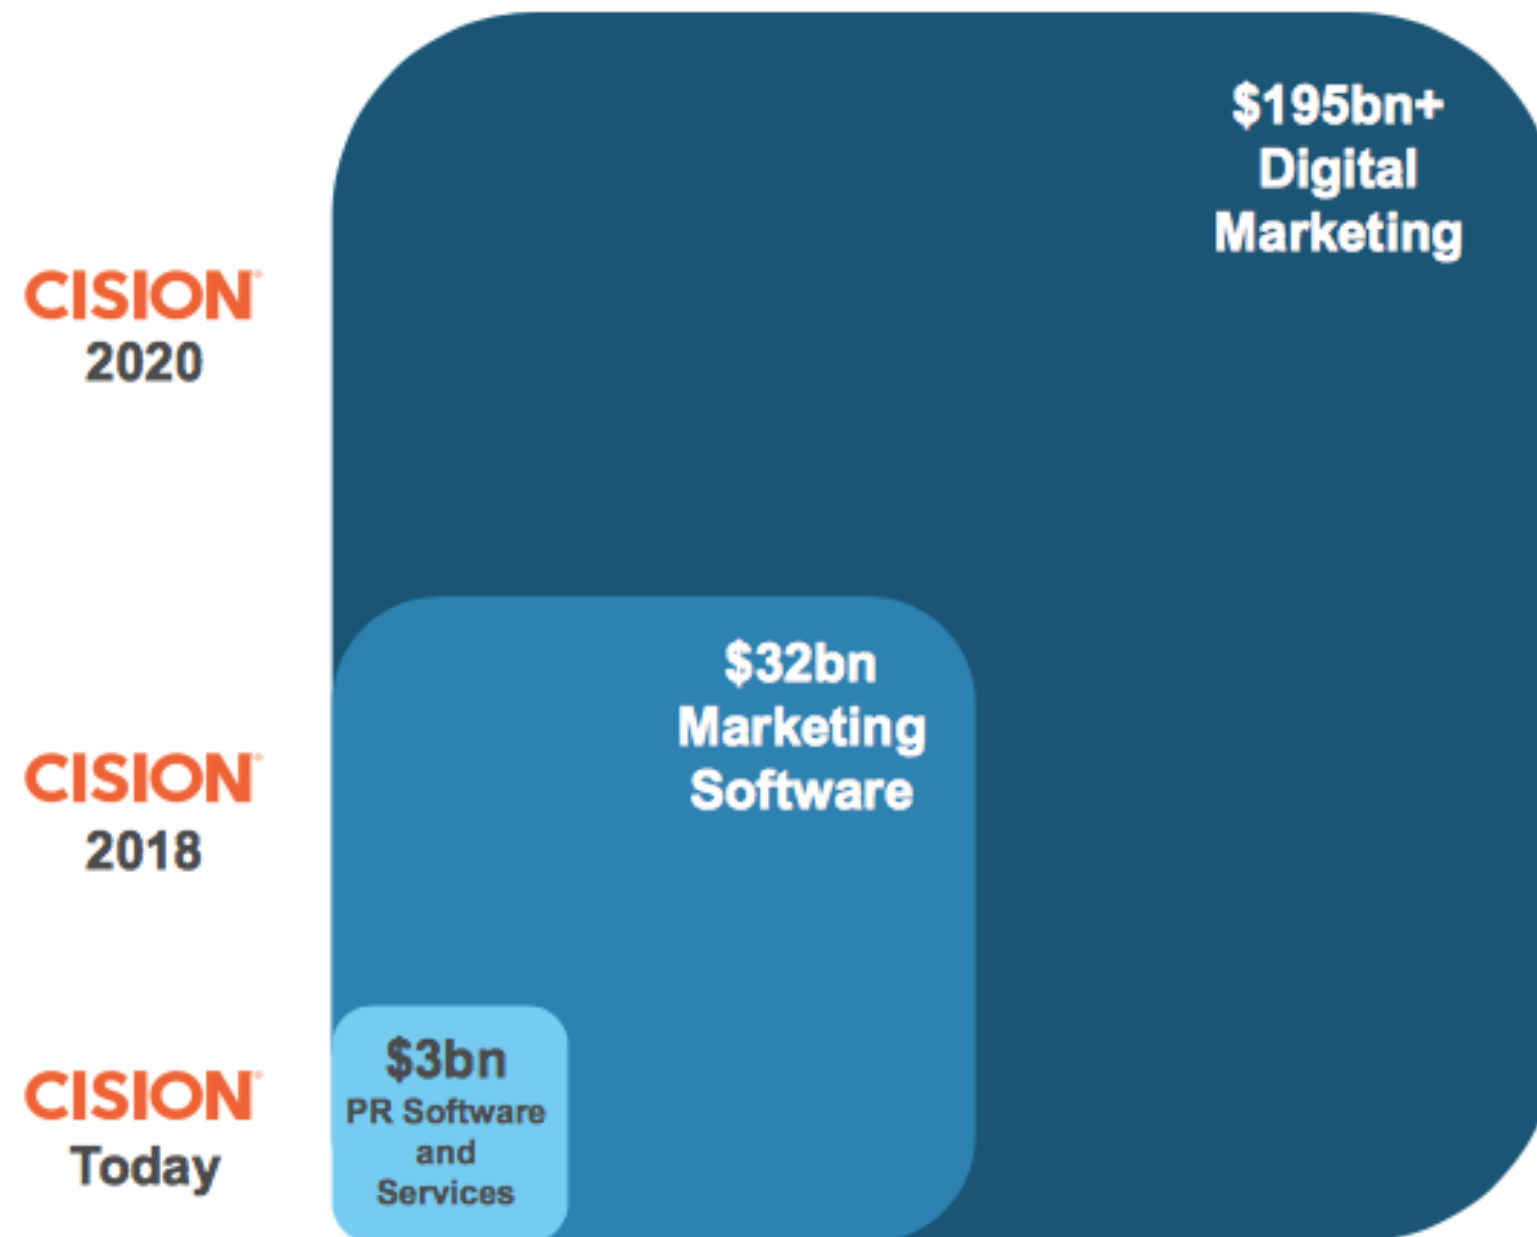 $195bn+
Digital
Marketing
CISION®
2020
$32bn
Marketing
Software
CISION®
2018
$3bn
PR Software
and
Services
CISION®
Today